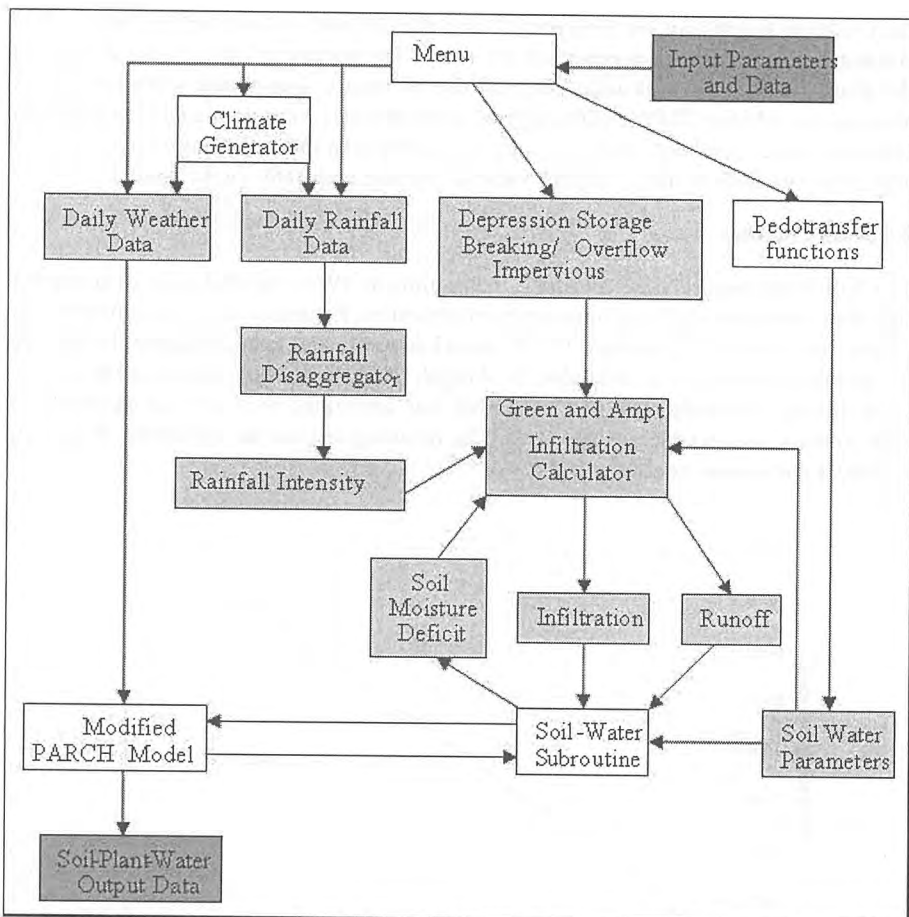 Menu
Input Parameters
and Data
Climate
Generator
Daily Weather
Data
Daily Rainfall
Data
Depression Storage
Breaking/ Overflow
Impervious
Pedotransfer
functions
Rainfall
Disaggregator
Green and Ampt
Infiltration
Calculator
Rainfall Intensity
Soil
Moisture
Deficit
Infiltration
Runoff
Modified
PARCH Model
Soil-Water
Subroutine
Soil Water
Parameters
Soil-Plant-Water
Output Data